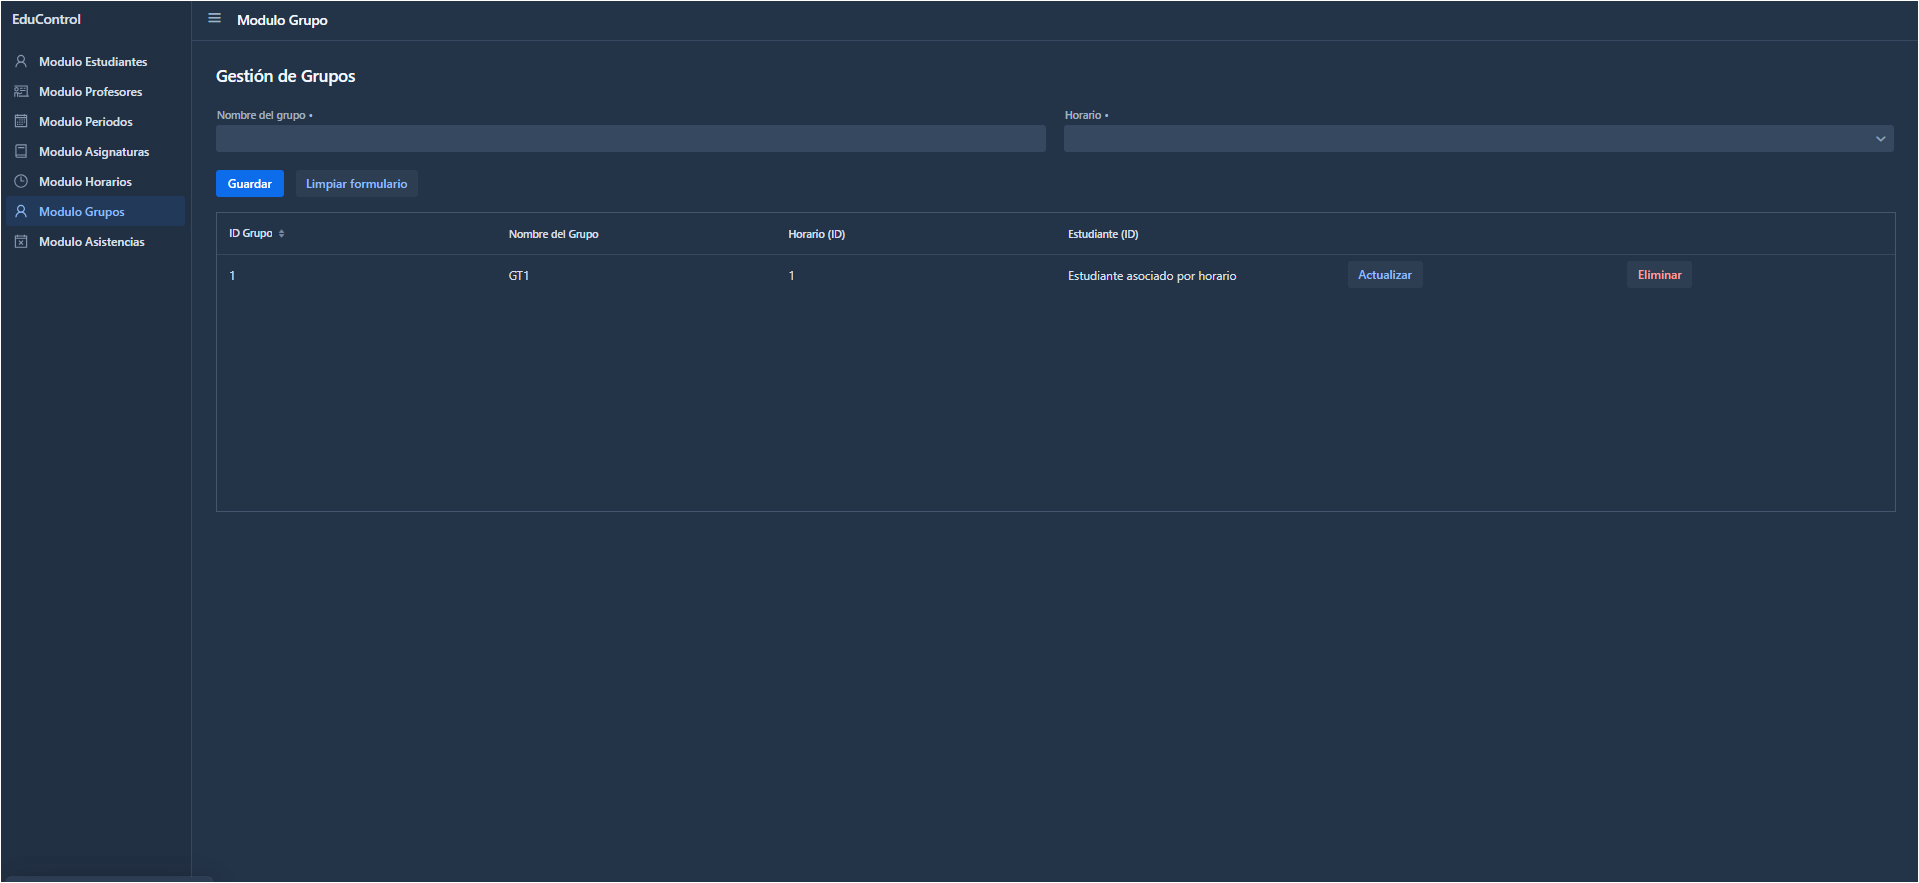 EduControl
Modulo Grupo
Modulo Estudiantes
Modulo Profesores
Modulo Periodos
Modulo Asignaturas
Modulo Horarios
Modulo Grupos
Modulo Asistencias
Gestión de Grupos
Nombre del grupo •
Horario •
Guardar
Limpiar formulario
ID Grupo
Nombre del Grupo
Horario (ID)
Estudiante (ID)
1
GT1
1
Estudiante asociado por horario
Actualizar
Eliminar